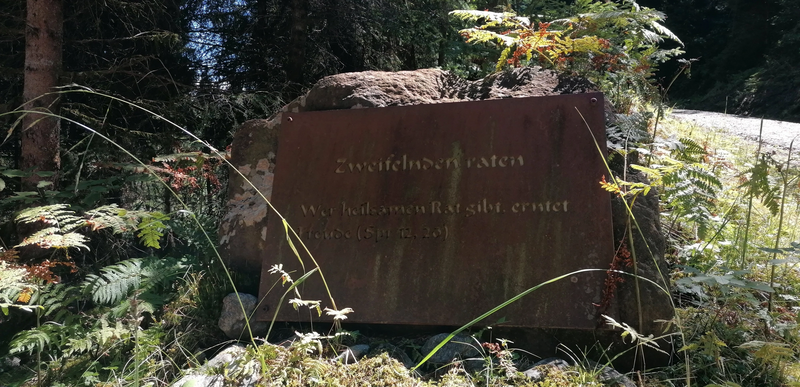 Zweifelnden raten
Wer heilsamen Rat gibt, erntet
Freude (Spr 12, 20)